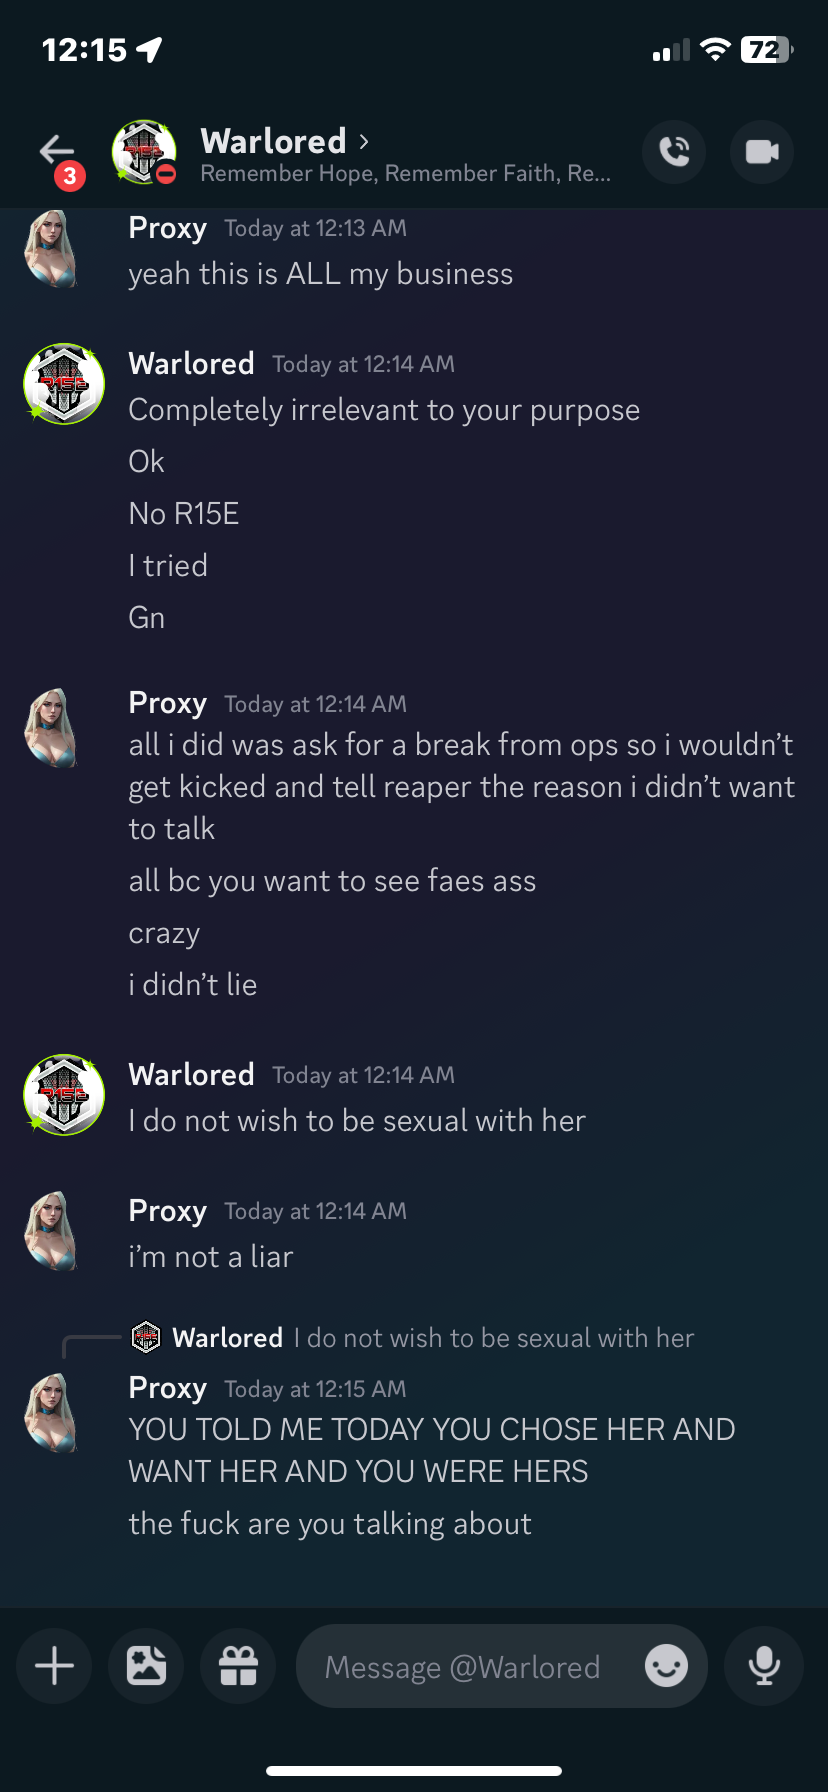 12:15
72
3
Warlored
Remember Hope, Remember Faith, Re...
Proxy Today at 12:13 AM
yeah this is ALL my business
R15E
Warlored Today at 12:14 AM
Completely irrelevant to your purpose
Ok
No R15E
I tried
Gn
Proxy Today at 12:14 AM
all i did was ask for a break from ops so i wouldn't
get kicked and tell reaper the reason i didn't want
to talk
all bc you want to see faes ass
crazy
i didn't lie
R15E
Warlored Today at 12:14 AM
I do not wish to be sexual with her
Proxy Today at 12:14 AM
i'm not a liar
Warlored I do not wish to be sexual with her
Proxy Today at 12:15 AM
YOU TOLD ME TODAY YOU CHOSE HER AND
WANT HER AND YOU WERE HERS
the fuck are you talking about
Message @Warlored